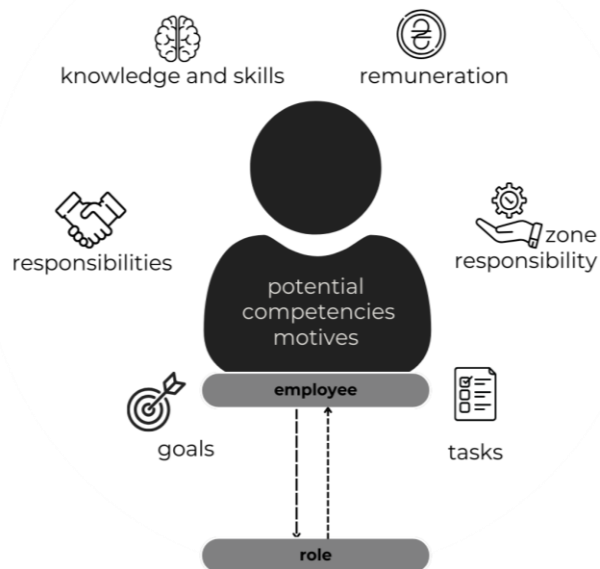 knowledge and skills
remuneration
responsibilities
zone
responsibility
potential
competencies
motives
employee
goals
tasks
role